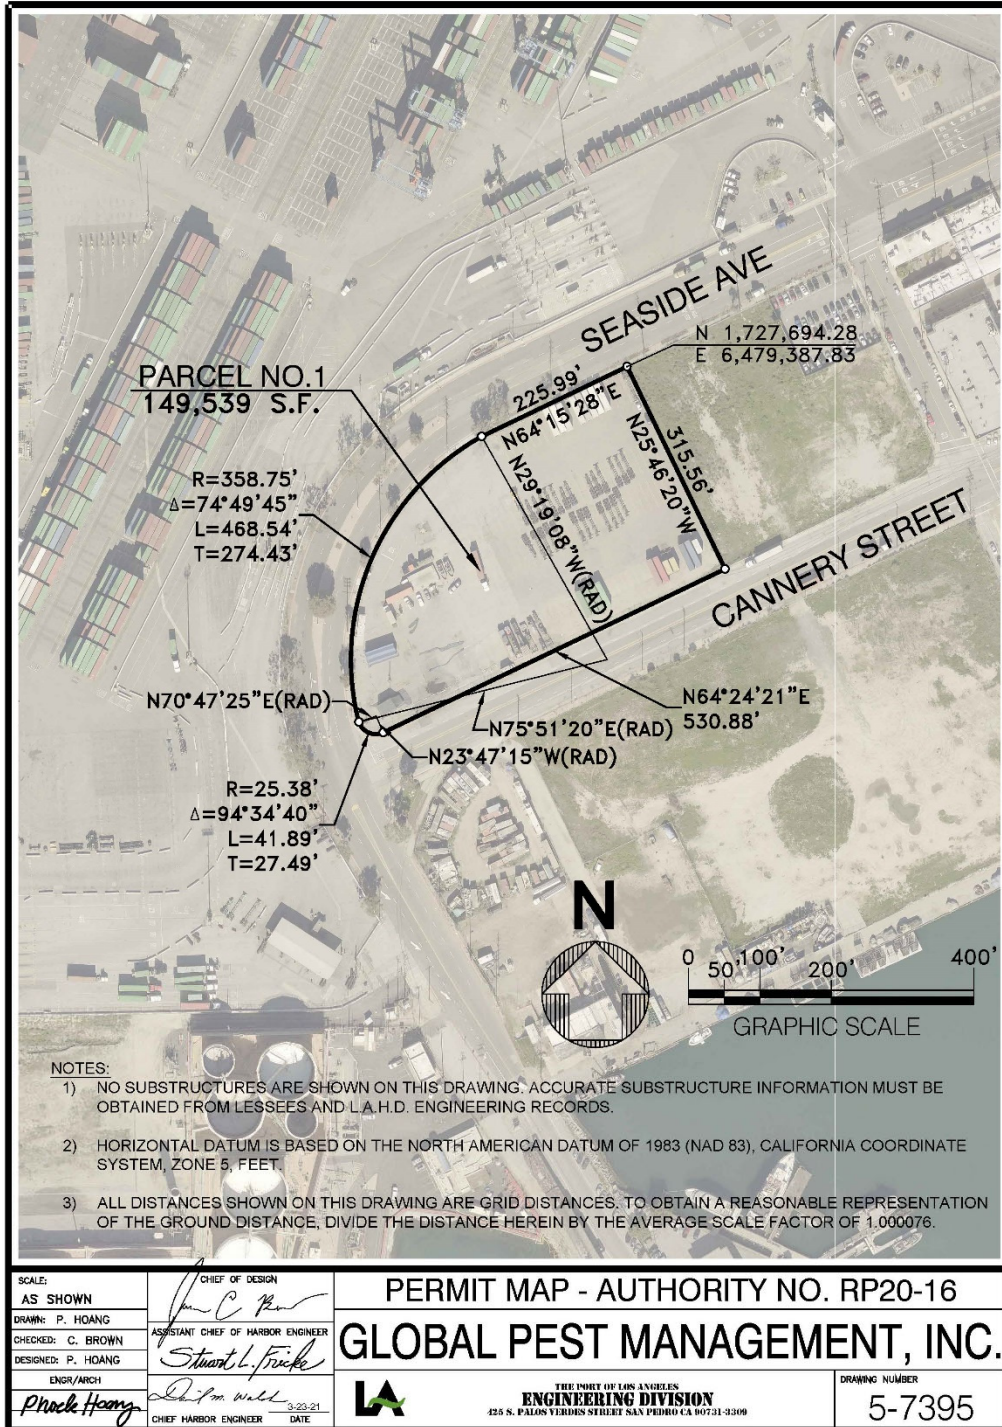 SEASIDE AVE
N 1,727,694.28
E 6,479,387.83
PARCEL NO.1
149,539 S.F.
225.99'
N64°15'28"E
315.56'
N25°46'20"W
N29°19'08"W(RAD)
R=358.75'
Δ=74°49'45"
L=468.54'
T=274.43'
CANNERY STREET
N70°47'25"E(RAD)
N64°24'21"E
530.88'
N75°51'20"E(RAD)
N23°47'15"W(RAD)
R=25.38'
Δ=94°34'40"
L=41.89'
T=27.49'
N
0 50' 100' 200' 400'
GRAPHIC SCALE
NOTES:
1) NO SUBSTRUCTURES ARE SHOWN ON THIS DRAWING. ACCURATE SUBSTRUCTURE INFORMATION MUST BE
OBTAINED FROM LESSEES AND L.A.H.D. ENGINEERING RECORDS.
2) HORIZONTAL DATUM IS BASED ON THE NORTH AMERICAN DATUM OF 1983 (NAD 83), CALIFORNIA COORDINATE
SYSTEM, ZONE 5, FEET.
3) ALL DISTANCES SHOWN ON THIS DRAWING ARE GRID DISTANCES. TO OBTAIN A REASONABLE REPRESENTATION
OF THE GROUND DISTANCE, DIVIDE THE DISTANCE HEREIN BY THE AVERAGE SCALE FACTOR OF 1.000076.
SCALE:
AS SHOWN
DRAWN: P. HOANG
CHECKED: C. BROWN
DESIGNED: P. HOANG
ENGR/ARCH
Phoele Hoang
CHIEF OF DESIGN
ASSISTANT CHIEF OF HARBOR ENGINEER
Stuart L. Fricke
3-23-21
CHIEF HARBOR ENGINEER DATE
PERMIT MAP - AUTHORITY NO. RP20-16
GLOBAL PEST MANAGEMENT, INC.
LA
THE PORT OF LOS ANGELES
ENGINEERING DIVISION
425 S. PALOS VERDES STREET SAN PEDRO CA 90731-3309
DRAWING NUMBER
5-7395